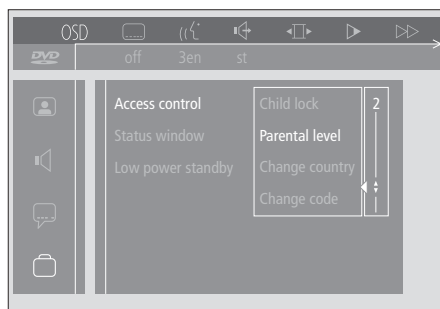 OSD
DVD off 3en st
Access control Child lock 2
Status window Parental level
Low power standby Change country
Change code